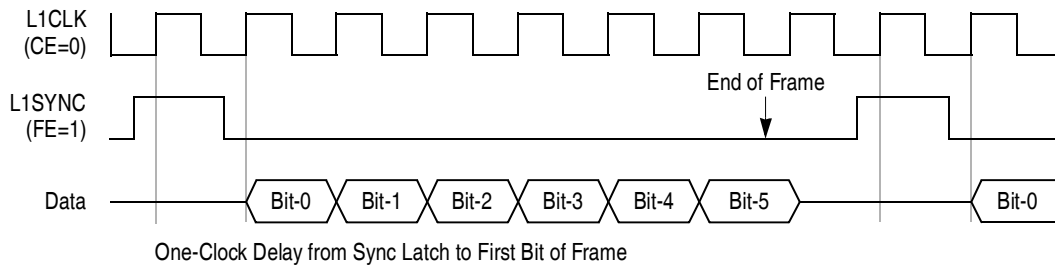 L1CLK
(CE=0)
End of Frame
L1SYNC
(FE=1)
Data
Bit-0 Bit-1 Bit-2 Bit-3 Bit-4 Bit-5 Bit-0
One-Clock Delay from Sync Latch to First Bit of Frame